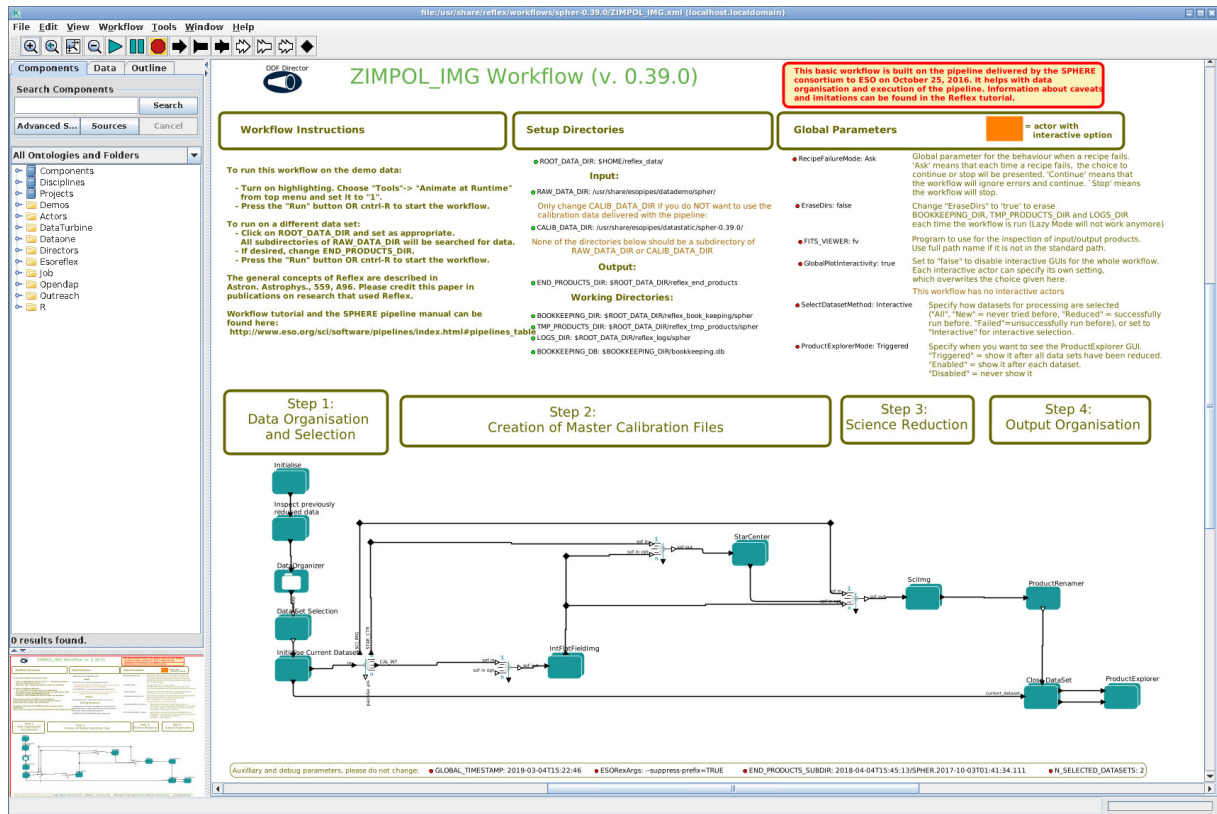 file:/usr/share/reflex/workflows/spher-0.39.0/ZIMPOL_IMG.xml (localhost.localdomain)
File Edit View Workflow Tools Window Help
Components Data Outline
Search Components
Search
Advanced S... Sources Cancel
All Ontologies and Folders
Components
Disciplines
Projects
Demos
Actors
DataTurbine
Dataone
Directors
Esoreflex
Job
Opendap
Outreach
R
0 results found.
DDF Director
ZIMPOL_IMG Workflow (v. 0.39.0)
This basic workflow is built on the pipeline delivered by the SPHERE
consortium to ESO on October 25, 2016. It helps with data
organisation and execution of the pipeline. Information about caveats
and imitations can be found in the Reflex tutorial.
Workflow Instructions
To run this workflow on the demo data:
- Turn on highlighting. Choose "Tools"-> "Animate at Runtime"
from top menu and set it to "1".
- Press the "Run" button OR cntrl-R to start the workflow.
To run on a different data set:
- Click on ROOT_DATA_DIR and set as appropriate.
All subdirectories of RAW_DATA_DIR will be searched for data.
- If desired, change END_PRODUCTS_DIR.
- Press the "Run" button OR cntrl-R to start the workflow.
The general concepts of Reflex are described in
Astron. Astrophys., 559, A96. Please credit this paper in
publications on research that used Reflex.
Workflow tutorial and the SPHERE pipeline manual can be
found here:
http://www.eso.org/sci/software/pipelines/index.html#pipelines_table
Setup Directories
ROOT_DATA_DIR: $HOME/reflex_data/
Input:
RAW_DATA_DIR: /usr/share/esopipes/datademo/spher/
Only change CALIB_DATA_DIR if you do NOT want to use the
calibration data delivered with the pipeline:
CALIB_DATA_DIR: /usr/share/esopipes/datastatic/spher-0.39.0/
None of the directories below should be a subdirectory of
RAW_DATA_DIR or CALIB_DATA_DIR
Output:
END_PRODUCTS_DIR: $ROOT_DATA_DIR/reflex_end_products
Working Directories:
BOOKKEEPING_DIR: $ROOT_DATA_DIR/reflex_book_keeping/spher
TMP_PRODUCTS_DIR: $ROOT_DATA_DIR/reflex_tmp_products/spher
LOGS_DIR: $ROOT_DATA_DIR/reflex_logs/spher
BOOKKEEPING_DB: $BOOKKEEPING_DIR/bookkeeping.db
Global Parameters
= actor with
interactive option
RecipeFailureMode: Ask
Global parameter for the behaviour when a recipe fails.
'Ask' means that each time a recipe fails, the choice to
continue or stop wil be presented. 'Continue' means that
the workflow will ignore errors and continue. `Stop' means
the workflow will stop.
EraseDirs: false
Change "EraseDirs" to 'true' to erase
BOOKKEEPING_DIR, TMP_PRODUCTS_DIR and LOGS_DIR
each time the workflow is run (Lazy Mode will not work anymore)
FITS_VIEWER: fv
Program to use for the inspection of input/output products.
Use full path name if it is not in the standard path.
GlobalPlotInteractivity: true
Set to "false" to disable interactive GUIs for the whole workflow.
Each interactive actor can specify its own setting,
which overwrites the choice given here.
This workflow has no interactive actors
SelectDatasetMethod: Interactive
Specify how datasets for processing are selected
("All", "New" = never tried before, "Reduced" = successfully
run before. "Failed"=unsuccessfully run before), or set to
"Interactive" for interactive selection.
ProductExplorerMode: Triggered
Specify when you want to see the ProductExplorer GUI.
"Triggered" = show it after all data sets have been reduced.
"Enabled" = show it after each dataset.
"Disabled" = never show it
Step 1:
Data Organisation
and Selection
Step 2:
Creation of Master Calibration Files
Step 3:
Science Reduction
Step 4:
Output Organisation
Initialise
Inspect previously
reduced data
DataOrganizer
Data Set Selection
Initialise Current Dataset
in
SCI_IMG
STAR_CTR
CAL_INT
sof in
sof in opt
sof out
IntFlatFieldImg
sof in
sof in opt
sof out
StarCenter
sof in
sof in opt
sof out
SciImg
ProductRenamer
current_dataset
Close DataSet
ProductExplorer
Auxilliary and debug parameters, please do not change:
GLOBAL_TIMESTAMP: 2019-03-04T15:22:46
ESORexArgs: --suppress-prefix=TRUE
END_PRODUCTS_SUBDIR: 2018-04-04T15:45:13/SPHER.2017-10-03T01:41:34.111
N_SELECTED_DATASETS: 2